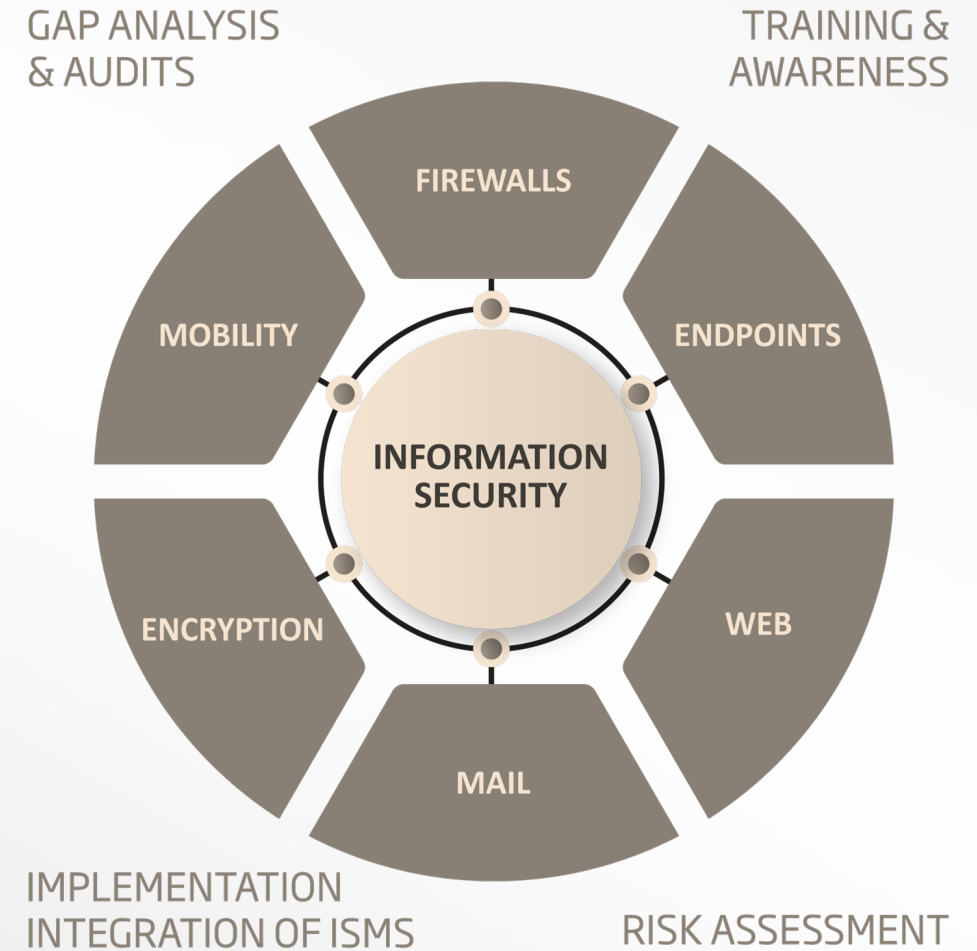 GAP ANALYSIS
& AUDITS
TRAINING &
AWARENESS
FIREWALLS
MOBILITY
ENDPOINTS
INFORMATION
SECURITY
ENCRYPTION
WEB
MAIL
IMPLEMENTATION
INTEGRATION OF ISMS
RISK ASSESSMENT